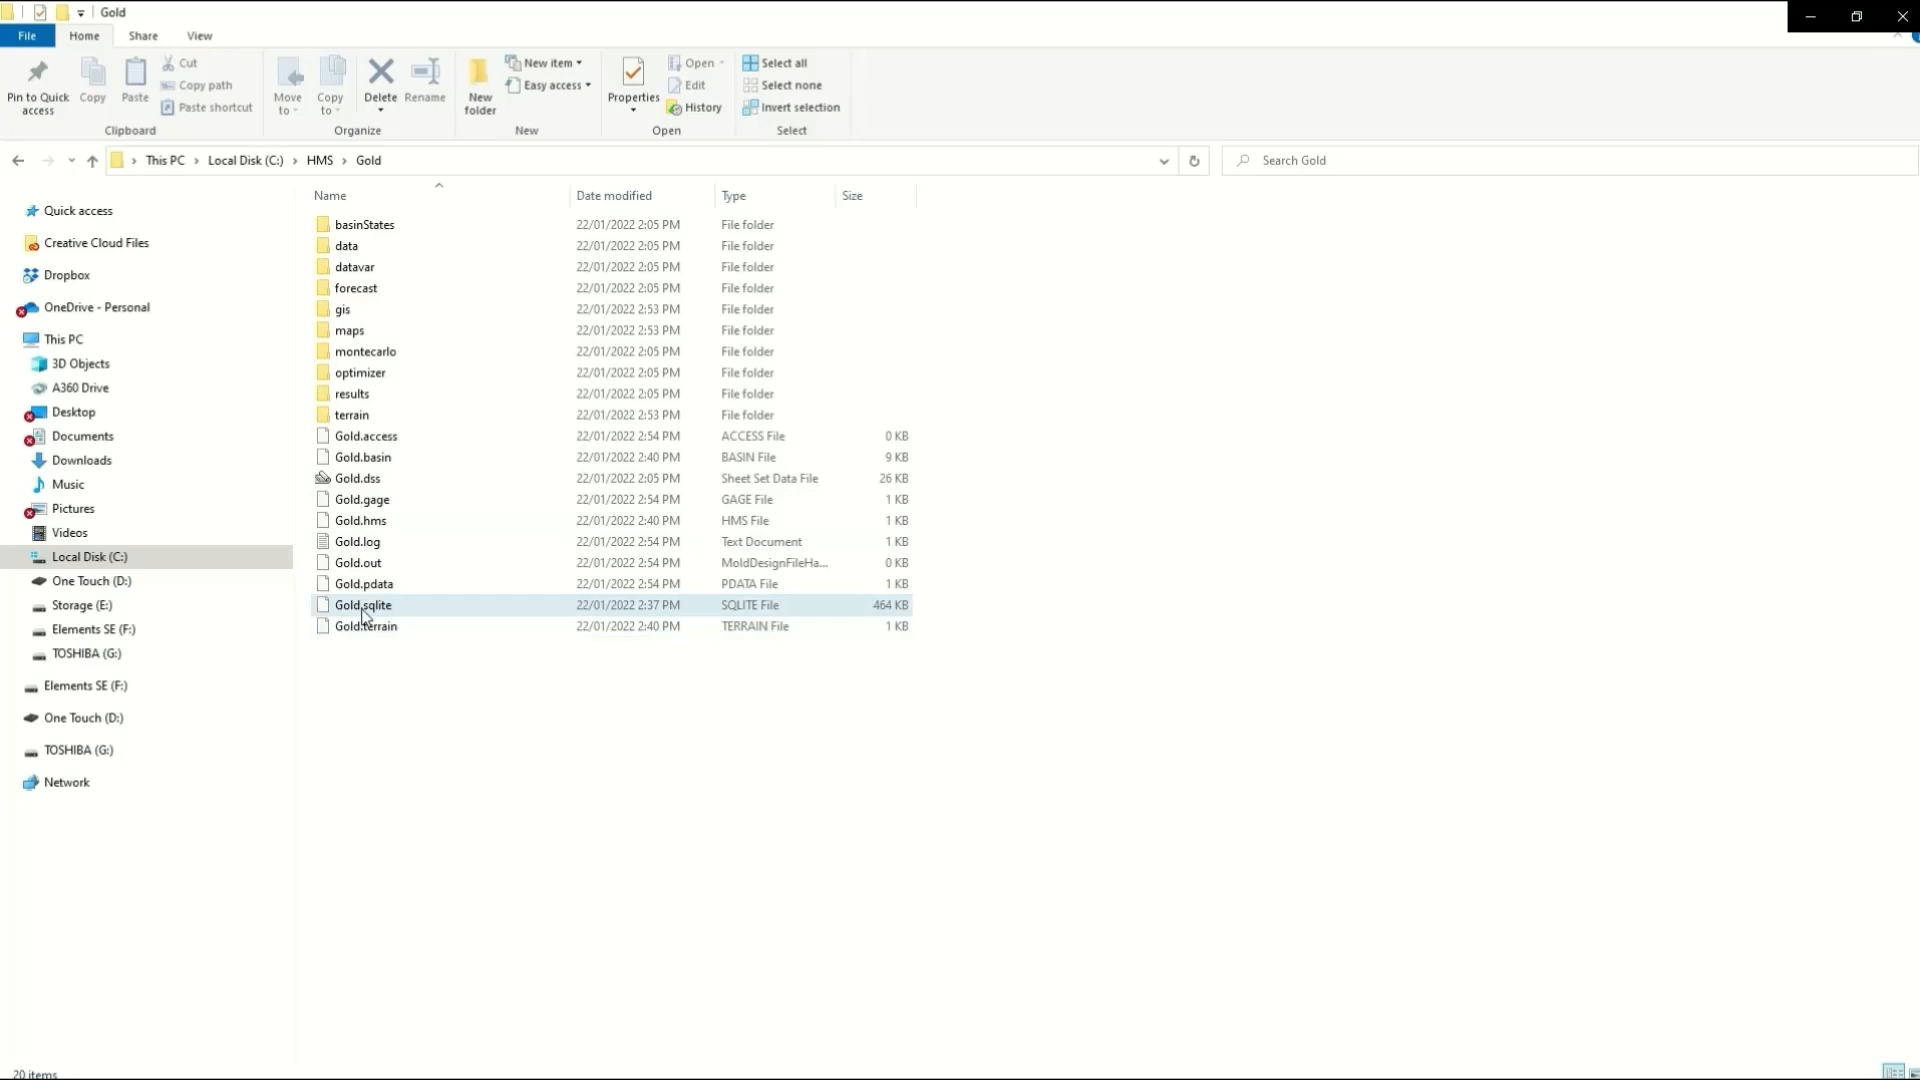 Gold
File Home Share View
Pin to Quick access Copy Paste Cut Copy path Paste shortcut Move to Copy to Delete Rename New folder New item Easy access Properties Open Edit History Select all Select none Invert selection
Clipboard Organize New Open Select
This PC Local Disk (C:) HMS Gold Search Gold
Name Date modified Type Size
Quick access
Creative Cloud Files
Dropbox
OneDrive - Personal
This PC
3D Objects
A360 Drive
Desktop
Documents
Downloads
Music
Pictures
Videos
Local Disk (C:)
One Touch (D:)
Storage (E:)
Elements SE (F:)
TOSHIBA (G:)
Elements SE (F:)
One Touch (D:)
TOSHIBA (G:)
Network
basinStates 22/01/2022 2:05 PM File folder
data 22/01/2022 2:05 PM File folder
datavar 22/01/2022 2:05 PM File folder
forecast 22/01/2022 2:05 PM File folder
gis 22/01/2022 2:53 PM File folder
maps 22/01/2022 2:53 PM File folder
montecarlo 22/01/2022 2:05 PM File folder
optimizer 22/01/2022 2:05 PM File folder
results 22/01/2022 2:05 PM File folder
terrain 22/01/2022 2:53 PM File folder
Gold.access 22/01/2022 2:54 PM ACCESS File 0 KB
Gold.basin 22/01/2022 2:40 PM BASIN File 9 KB
Gold.dss 22/01/2022 2:05 PM Sheet Set Data File 26 KB
Gold.gage 22/01/2022 2:54 PM GAGE File 1 KB
Gold.hms 22/01/2022 2:40 PM HMS File 1 KB
Gold.log 22/01/2022 2:54 PM Text Document 1 KB
Gold.out 22/01/2022 2:54 PM MoldDesignFileHa... 0 KB
Gold.pdata 22/01/2022 2:54 PM PDATA File 1 KB
Gold.sqlite 22/01/2022 2:37 PM SQLITE File 464 KB
Gold.terrain 22/01/2022 2:40 PM TERRAIN File 1 KB
20 items